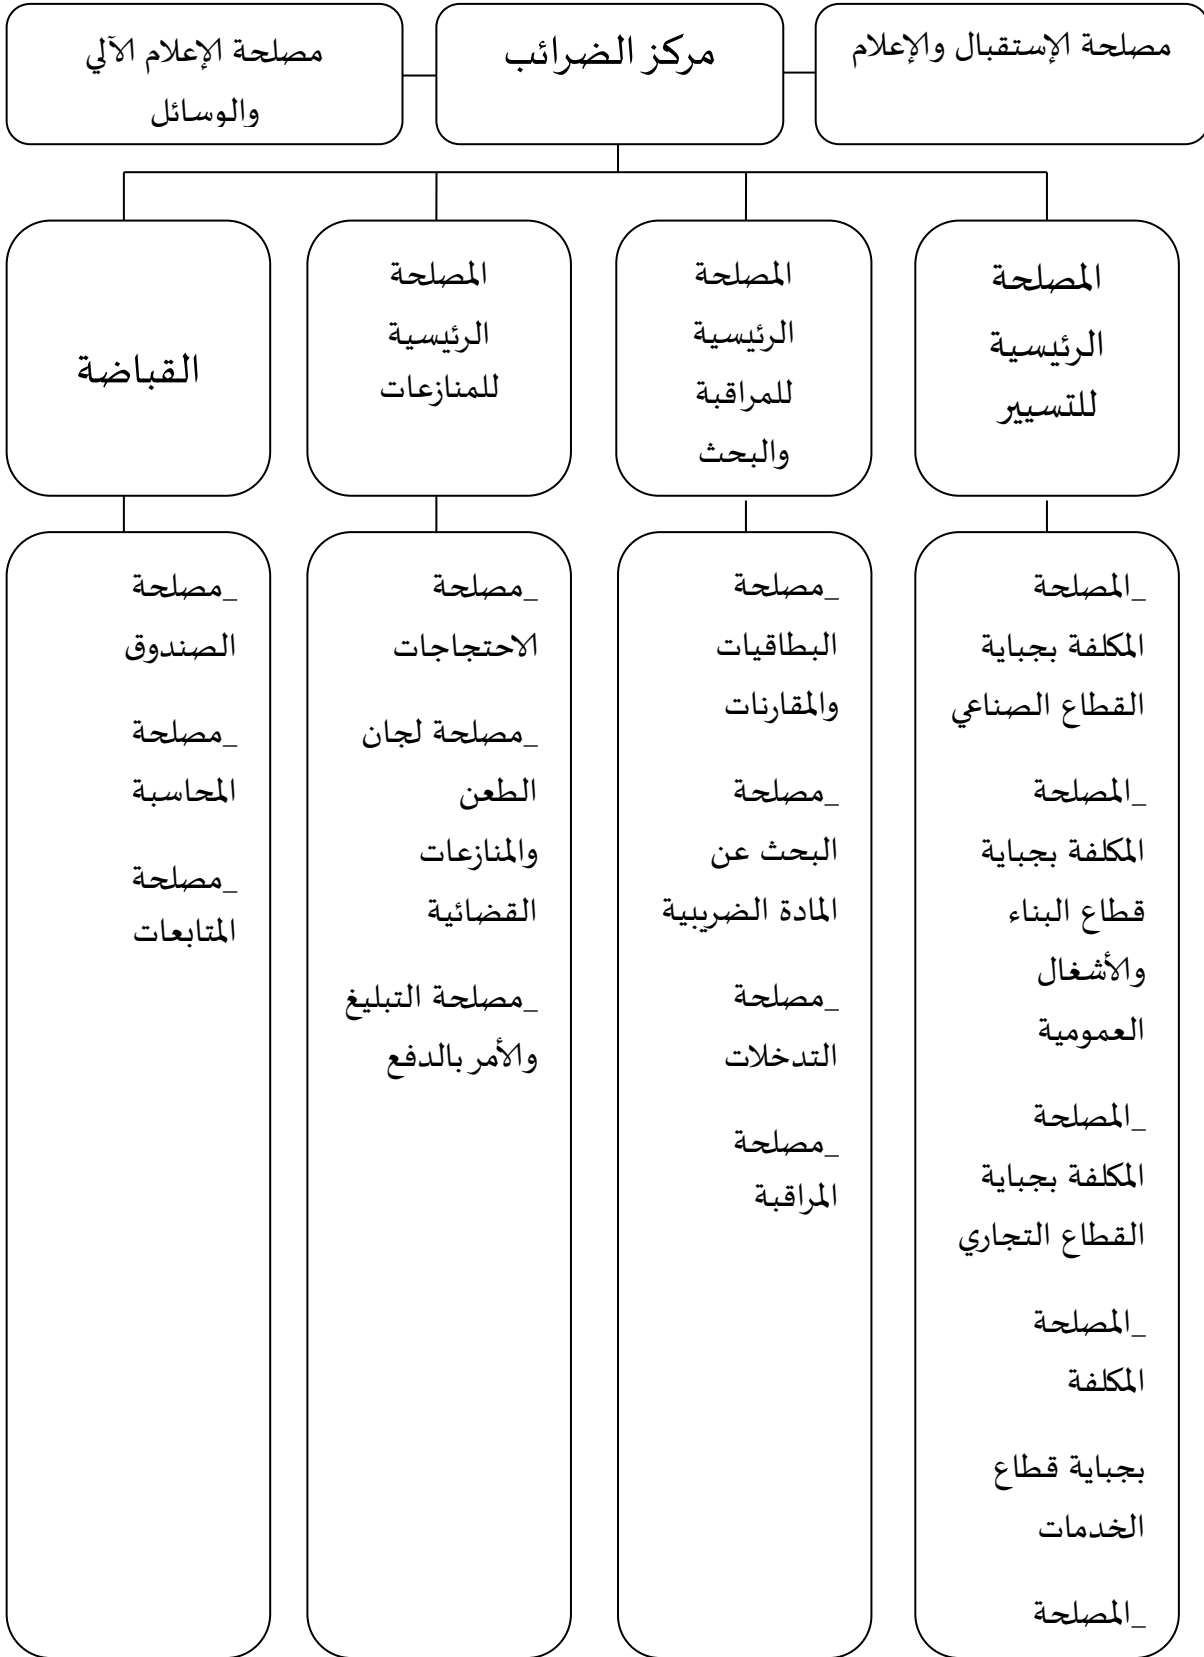 مصلحة الإستقبال والإعلام
مركز الضرائب
مصلحة الإعلام الآلي
والوسائل
المصلحة
الرئيسية
للتسيير
المصلحة
الرئيسية
للمراقبة
والبحث
المصلحة
الرئيسية
للمنازعات
القباضة
_المصلحة
المكلفة بجباية
القطاع الصناعي
_المصلحة
المكلفة بجباية
قطاع البناء
والأشغال
العمومية
_المصلحة
المكلفة بجباية
القطاع التجاري
_المصلحة
المكلفة
بجباية قطاع
الخدمات
_المصلحة
_مصلحة
البطاقيات
والمقارنات
_مصلحة
البحث عن
المادة الضريبية
_مصلحة
التدخلات
_مصلحة
المراقبة
_مصلحة
الاحتجاجات
_مصلحة لجان
الطعن
والمنازعات
القضائية
_مصلحة التبليغ
والأمر بالدفع
_مصلحة
الصندوق
_مصلحة
المحاسبة
_مصلحة
المتابعات